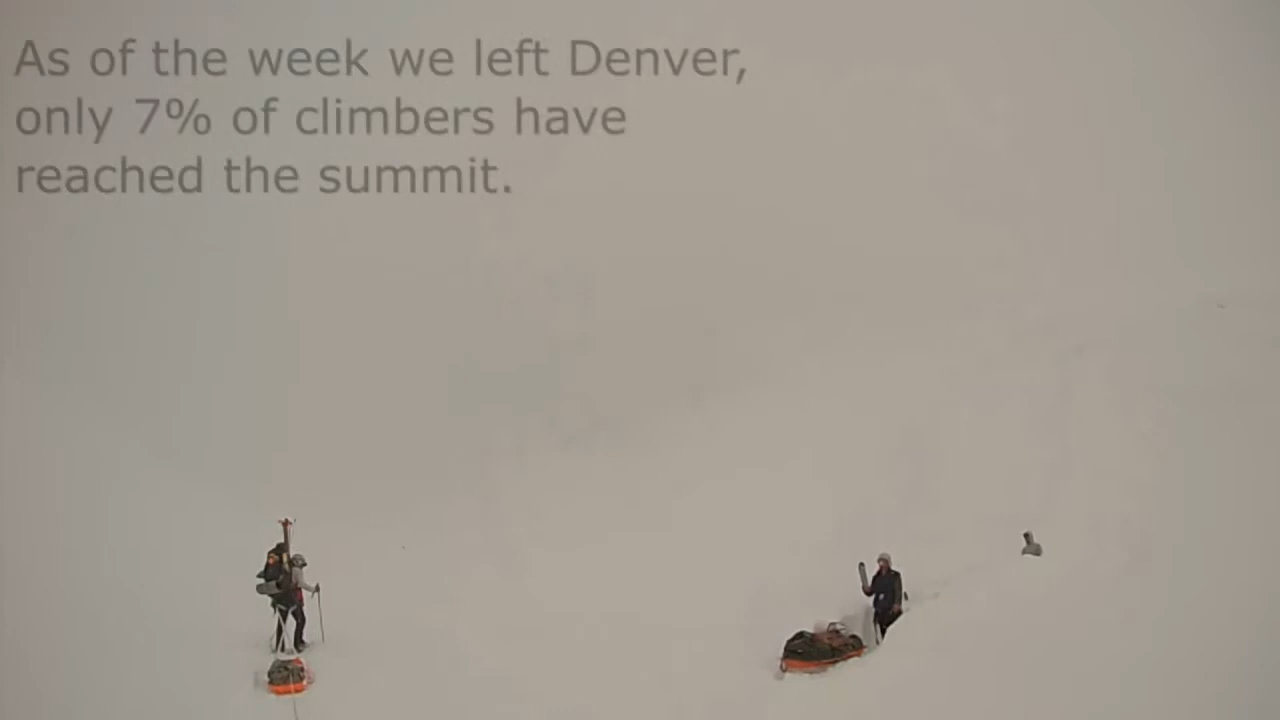 As of the week we left Denver,
only 7% of climbers have
reached the summit.